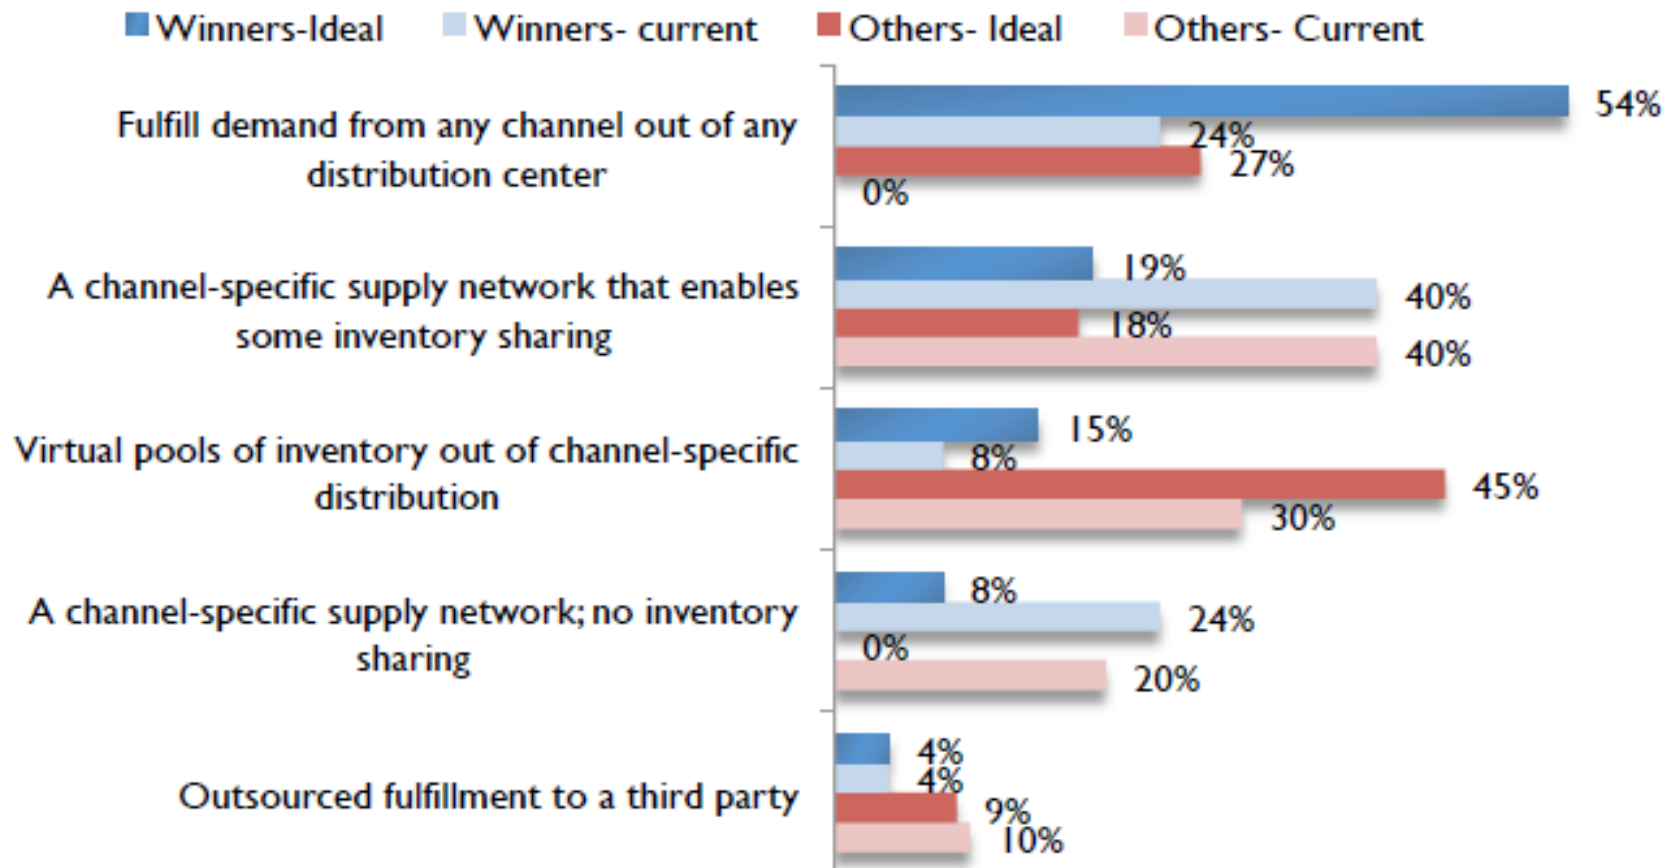 Winners-Ideal Winners- current Others- Ideal Others- Current
Fulfill demand from any channel out of any
distribution center
54%
24%
27%
0%
A channel-specific supply network that enables
some inventory sharing
19%
40%
18%
40%
Virtual pools of inventory out of channel-specific
distribution
15%
8%
45%
30%
A channel-specific supply network; no inventory
sharing
8%
24%
0%
20%
Outsourced fulfillment to a third party
4%
4%
9%
10%